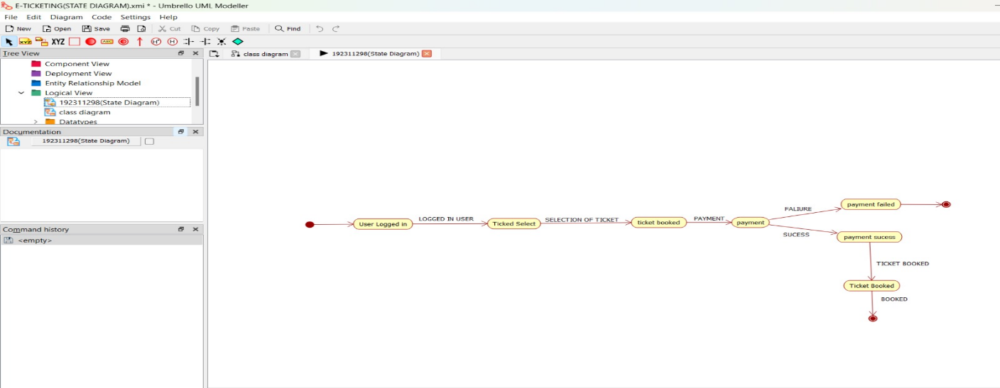 E-TICKETING(STATE DIAGRAM).xmi * - Umbrello UML Modeller
File Edit Diagram Code Settings Help
New Open Save Cut Copy Paste Find
XYZ XYZ ABC H* H
Tree View
class diagram
192311298(State Diagram)
Component View
Deployment View
Entity Relationship Model
Logical View
192311298(State Diagram)
class diagram
Datatypes
Documentation
192311298(State Diagram)
Command history
<empty>
User Logged in
LOGGED IN USER
Ticked Select
SELECTION OF TICKET
ticket booked
PAYMENT
payment
FALIURE
payment failed
SUCESS
payment sucess
TICKET BOOKED
Ticket Booked
BOOKED